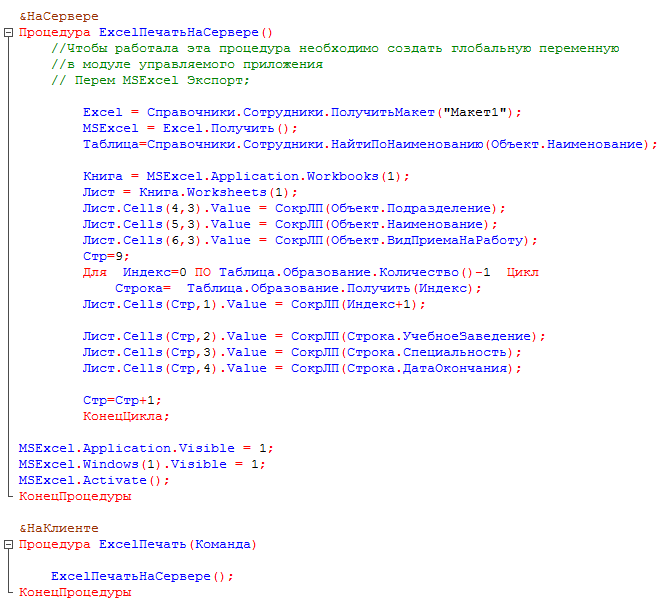 &НаСервере
Процедура ExcelПечатьНаСервере()
//Чтобы работала эта процедура необходимо создать глобальную переменную
//в модуле управляемого приложения
// Перем MSExcel Экспорт;
Excel = Справочники.Сотрудники.ПолучитьМакет("Макет1");
MSExcel = Excel.Получить();
Таблица=Справочники.Сотрудники.НайтиПоНаименованию(Объект.Наименование);
Книга = MSExcel.Application.Workbooks(1);
Лист = Книга.Worksheets(1);
Лист.Cells(4,3).Value = СокрЛП(Объект.Подразделение);
Лист.Cells(5,3).Value = СокрЛП(Объект.Наименование);
Лист.Cells(6,3).Value = СокрЛП(Объект.ВидПриемаНаРаботу);
Стр=9;
Для  Индекс=0 ПО Таблица.Образование.Количество()-1  Цикл
Строка=  Таблица.Образование.Получить(Индекс);
Лист.Cells(Стр,1).Value = СокрЛП(Индекс+1);
Лист.Cells(Стр,2).Value = СокрЛП(Строка.УчебноеЗаведение);
Лист.Cells(Стр,3).Value = СокрЛП(Строка.Специальность);
Лист.Cells(Стр,4).Value = СокрЛП(Строка.ДатаОкончания);
Стр=Стр+1;
КонецЦикла;
MSExcel.Application.Visible = 1;
MSExcel.Windows(1).Visible = 1;
MSExcel.Activate();
КонецПроцедуры
&НаКлиенте
Процедура ExcelПечать(Команда)
ExcelПечатьНаСервере();
КонецПроцедуры